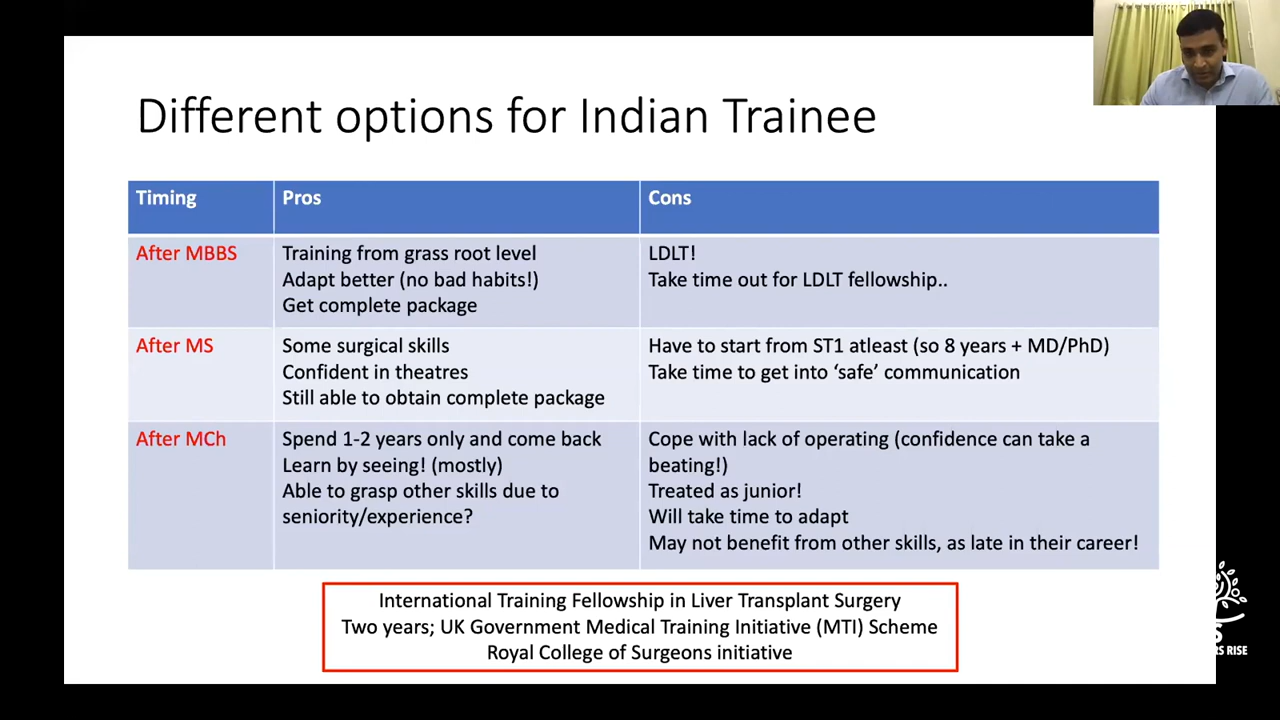 Different options for Indian Trainee
Timing
Pros
Cons
After MBBS
Training from grass root level
Adapt better (no bad habits!)
Get complete package
LDLT!
Take time out for LDLT fellowship..
After MS
Some surgical skills
Confident in theatres
Still able to obtain complete package
Have to start from ST1 atleast (so 8 years + MD/PhD)
Take time to get into ‘safe’ communication
After MCh
Spend 1-2 years only and come back
Learn by seeing! (mostly)
Able to grasp other skills due to
seniority/experience?
Cope with lack of operating (confidence can take a
beating!)
Treated as junior!
Will take time to adapt
May not benefit from other skills, as late in their career!
International Training Fellowship in Liver Transplant Surgery
Two years; UK Government Medical Training Initiative (MTI) Scheme
Royal College of Surgeons initiative
RISE